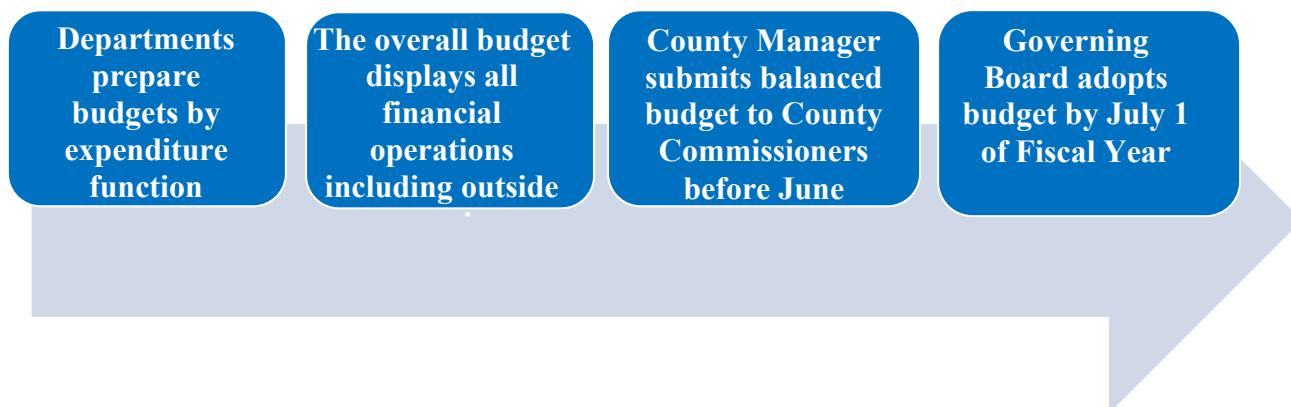 Departments
prepare
budgets by
expenditure
function
The overall budget
displays all
financial
operations
including outside
County Manager
submits balanced
budget to County
Commissioners
before June
Governing
Board adopts
budget by July 1
of Fiscal Year